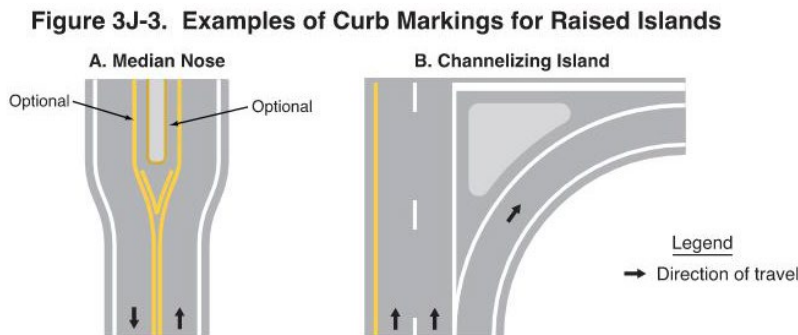 Figure 3J-3.  Examples of Curb Markings for Raised Islands
A. Median Nose
B. Channelizing Island
Optional
Optional
Legend
Direction of travel